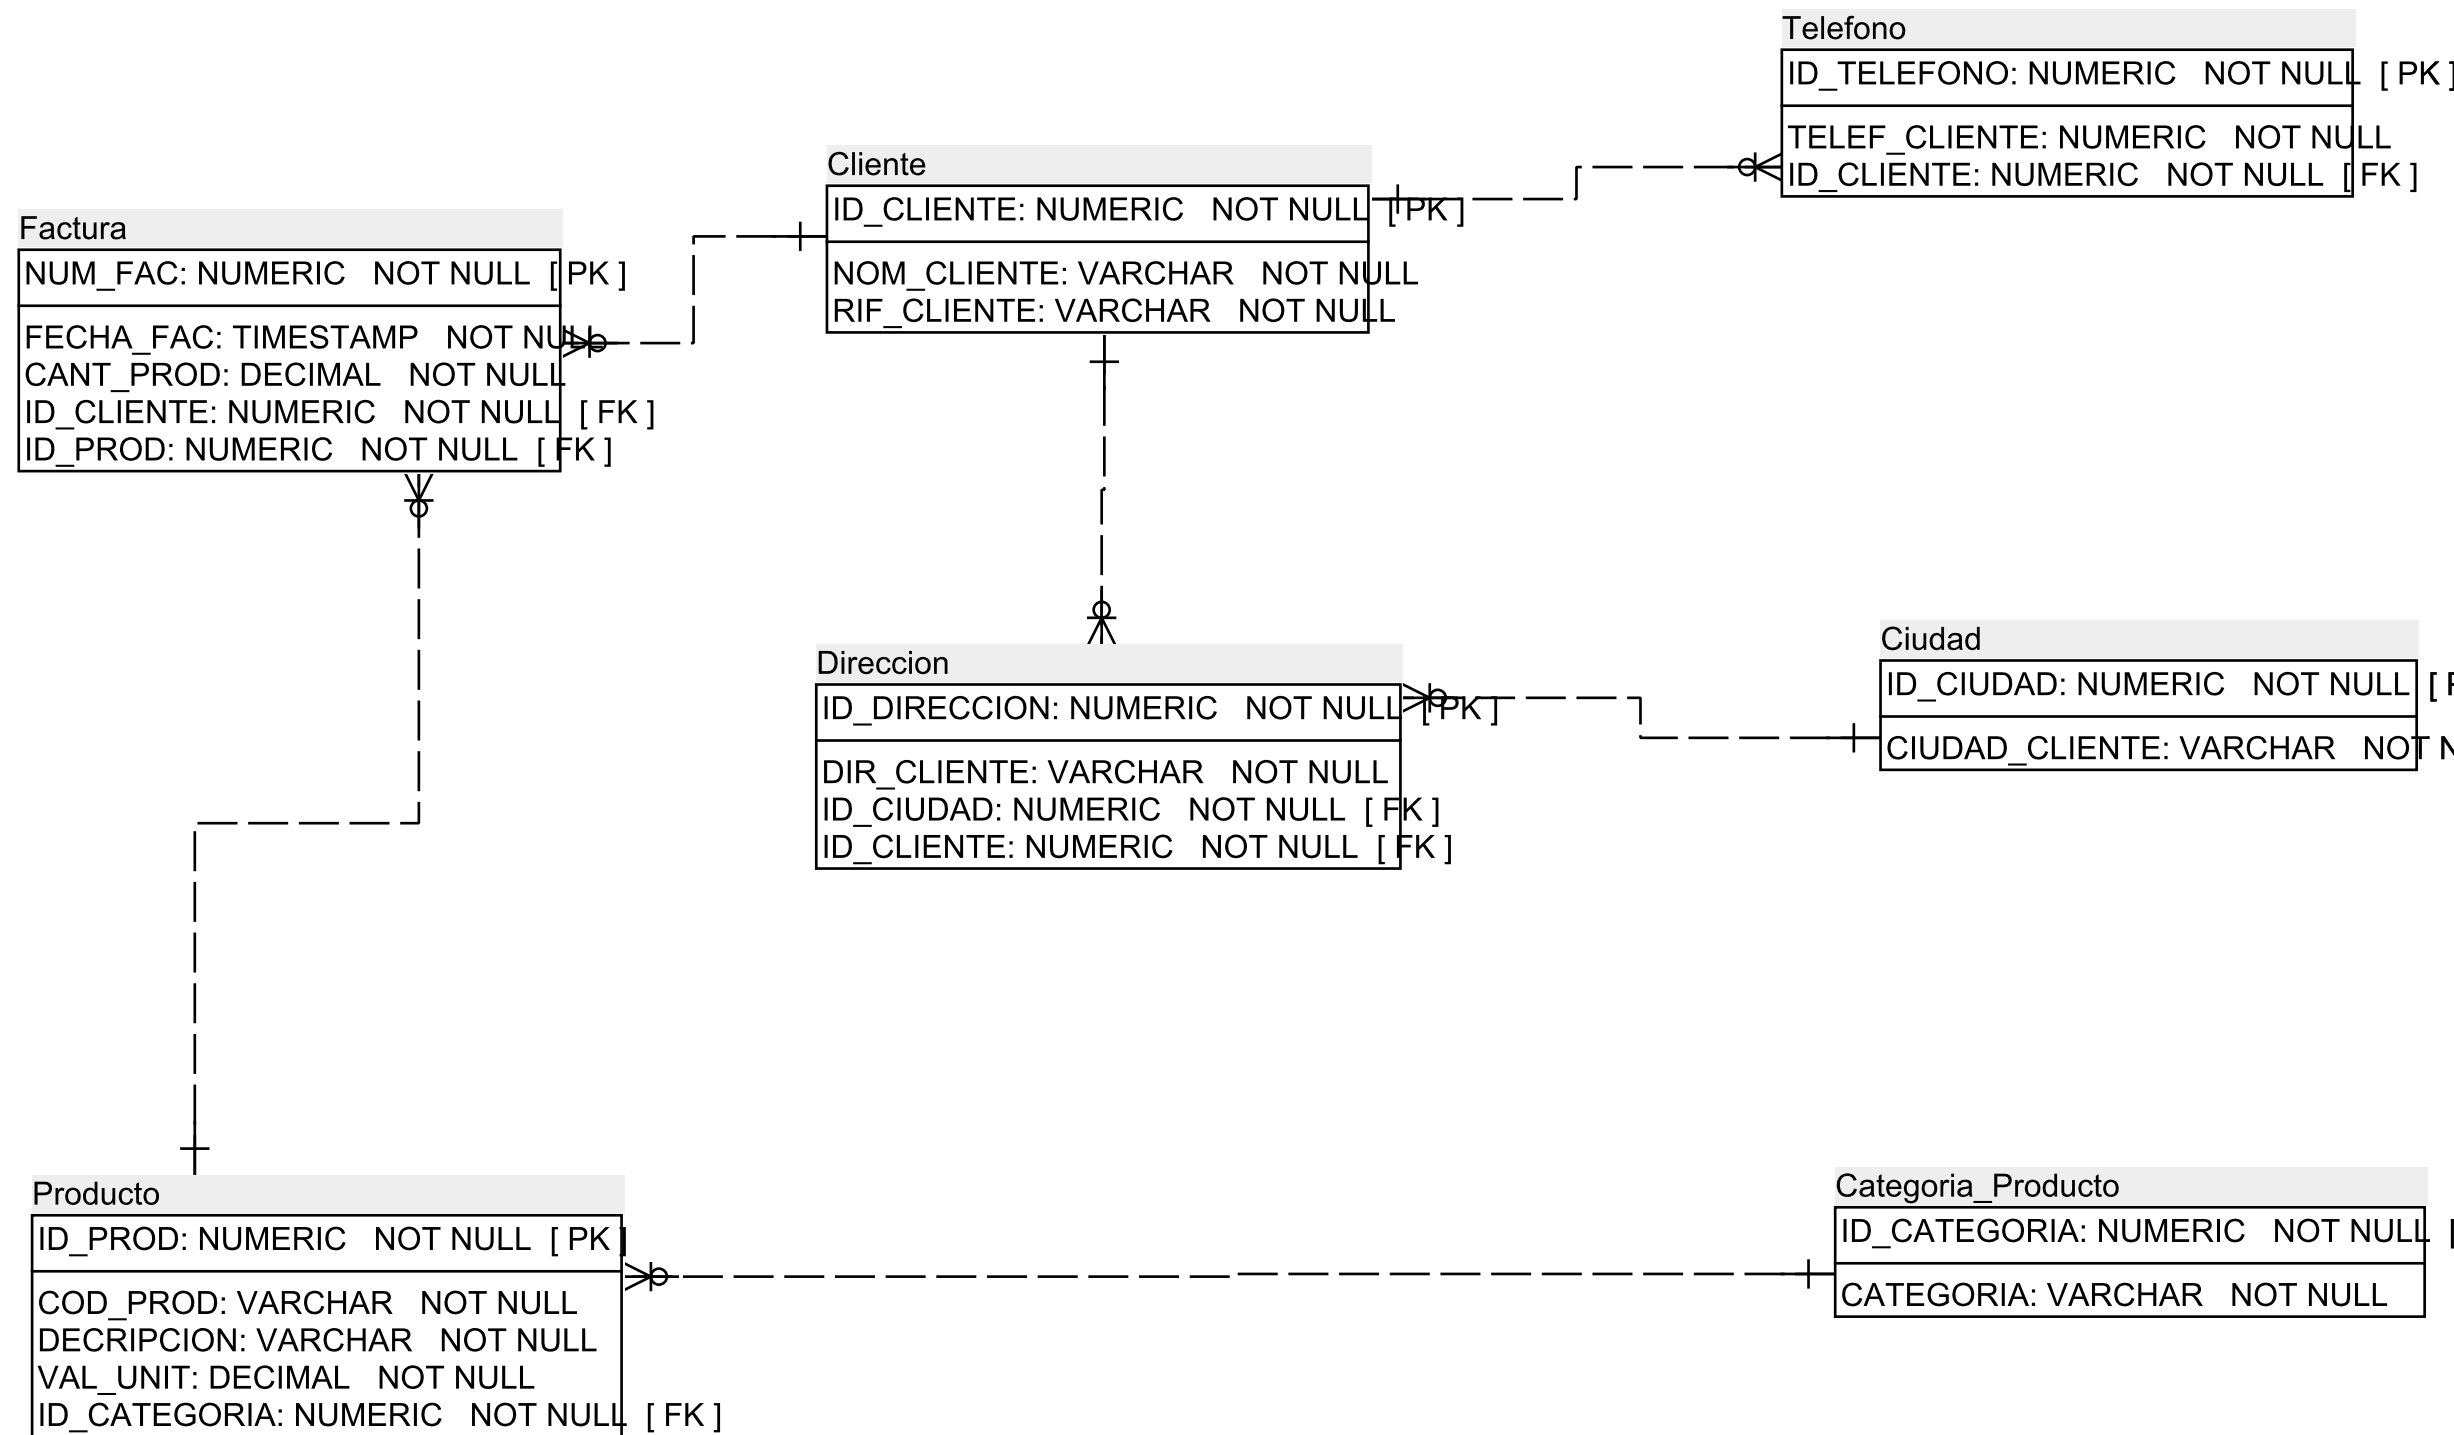 Telefono
ID_TELEFONO: NUMERIC NOT NULL [ PK ]
TELEF_CLIENTE: NUMERIC NOT NULL
ID_CLIENTE: NUMERIC NOT NULL [ FK ]
Cliente
ID_CLIENTE: NUMERIC NOT NULL [ PK ]
NOM_CLIENTE: VARCHAR NOT NULL
RIF_CLIENTE: VARCHAR NOT NULL
Factura
NUM_FAC: NUMERIC NOT NULL [ PK ]
FECHA_FAC: TIMESTAMP NOT NULL
CANT_PROD: DECIMAL NOT NULL
ID_CLIENTE: NUMERIC NOT NULL [ FK ]
ID_PROD: NUMERIC NOT NULL [ FK ]
Direccion
ID_DIRECCION: NUMERIC NOT NULL [ PK ]
DIR_CLIENTE: VARCHAR NOT NULL
ID_CIUDAD: NUMERIC NOT NULL [ FK ]
ID_CLIENTE: NUMERIC NOT NULL [ FK ]
Ciudad
ID_CIUDAD: NUMERIC NOT NULL [
CIUDAD_CLIENTE: VARCHAR NOT
Producto
ID_PROD: NUMERIC NOT NULL [ PK ]
COD_PROD: VARCHAR NOT NULL
DECRIPCION: VARCHAR NOT NULL
VAL_UNIT: DECIMAL NOT NULL
ID_CATEGORIA: NUMERIC NOT NULL [ FK ]
Categoria_Producto
ID_CATEGORIA: NUMERIC NOT NULL [
CATEGORIA: VARCHAR NOT NULL